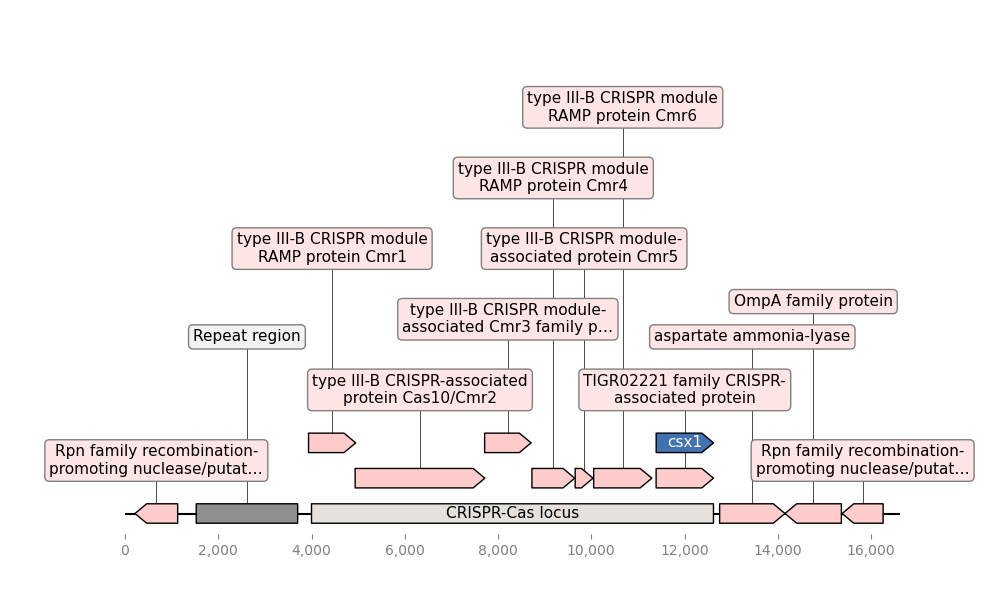 type III-B CRISPR module
RAMP protein Cmr6
type III-B CRISPR module
RAMP protein Cmr4
type III-B CRISPR module
RAMP protein Cmr1
type III-B CRISPR module-
associated protein Cmr5
OmpA family protein
type III-B CRISPR module-
associated Cmr3 family p...
Repeat region
aspartate ammonia-lyase
type III-B CRISPR-associated
protein Cas10/Cmr2
TIGR02221 family CRISPR-
associated protein
csx1
Rpn family recombination-
promoting nuclease/putat...
Rpn family recombination-
promoting nuclease/putat...
CRISPR-Cas locus
0 2,000 4,000 6,000 8,000 10,000 12,000 14,000 16,000